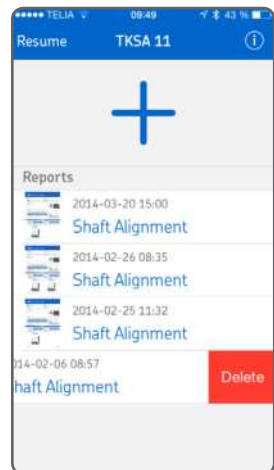 TELIA 09:49 43 %
Resume TKSA 11
Reports
2014-03-20 15:00
Shaft Alignment
2014-02-26 08:35
Shaft Alignment
2014-02-25 11:32
Shaft Alignment
014-02-06 08:57
haft Alignment
Delete